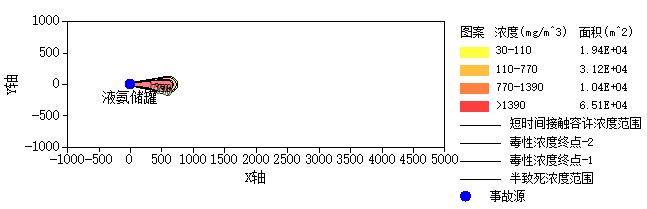 1000
500
0
-500
-1000
Y轴
-1000
-500
0
500
1000
1500
2000
2500
3000
3500
4000
4500
5000
X轴
液氨储罐
图案 浓度(mg/m^3) 面积(m^2)
30-110 1.94E+04
110-770 3.12E+04
770-1390 1.04E+04
>1390 6.51E+04
短时间接触容许浓度范围
毒性浓度终点-2
毒性浓度终点-1
半致死浓度范围
事故源